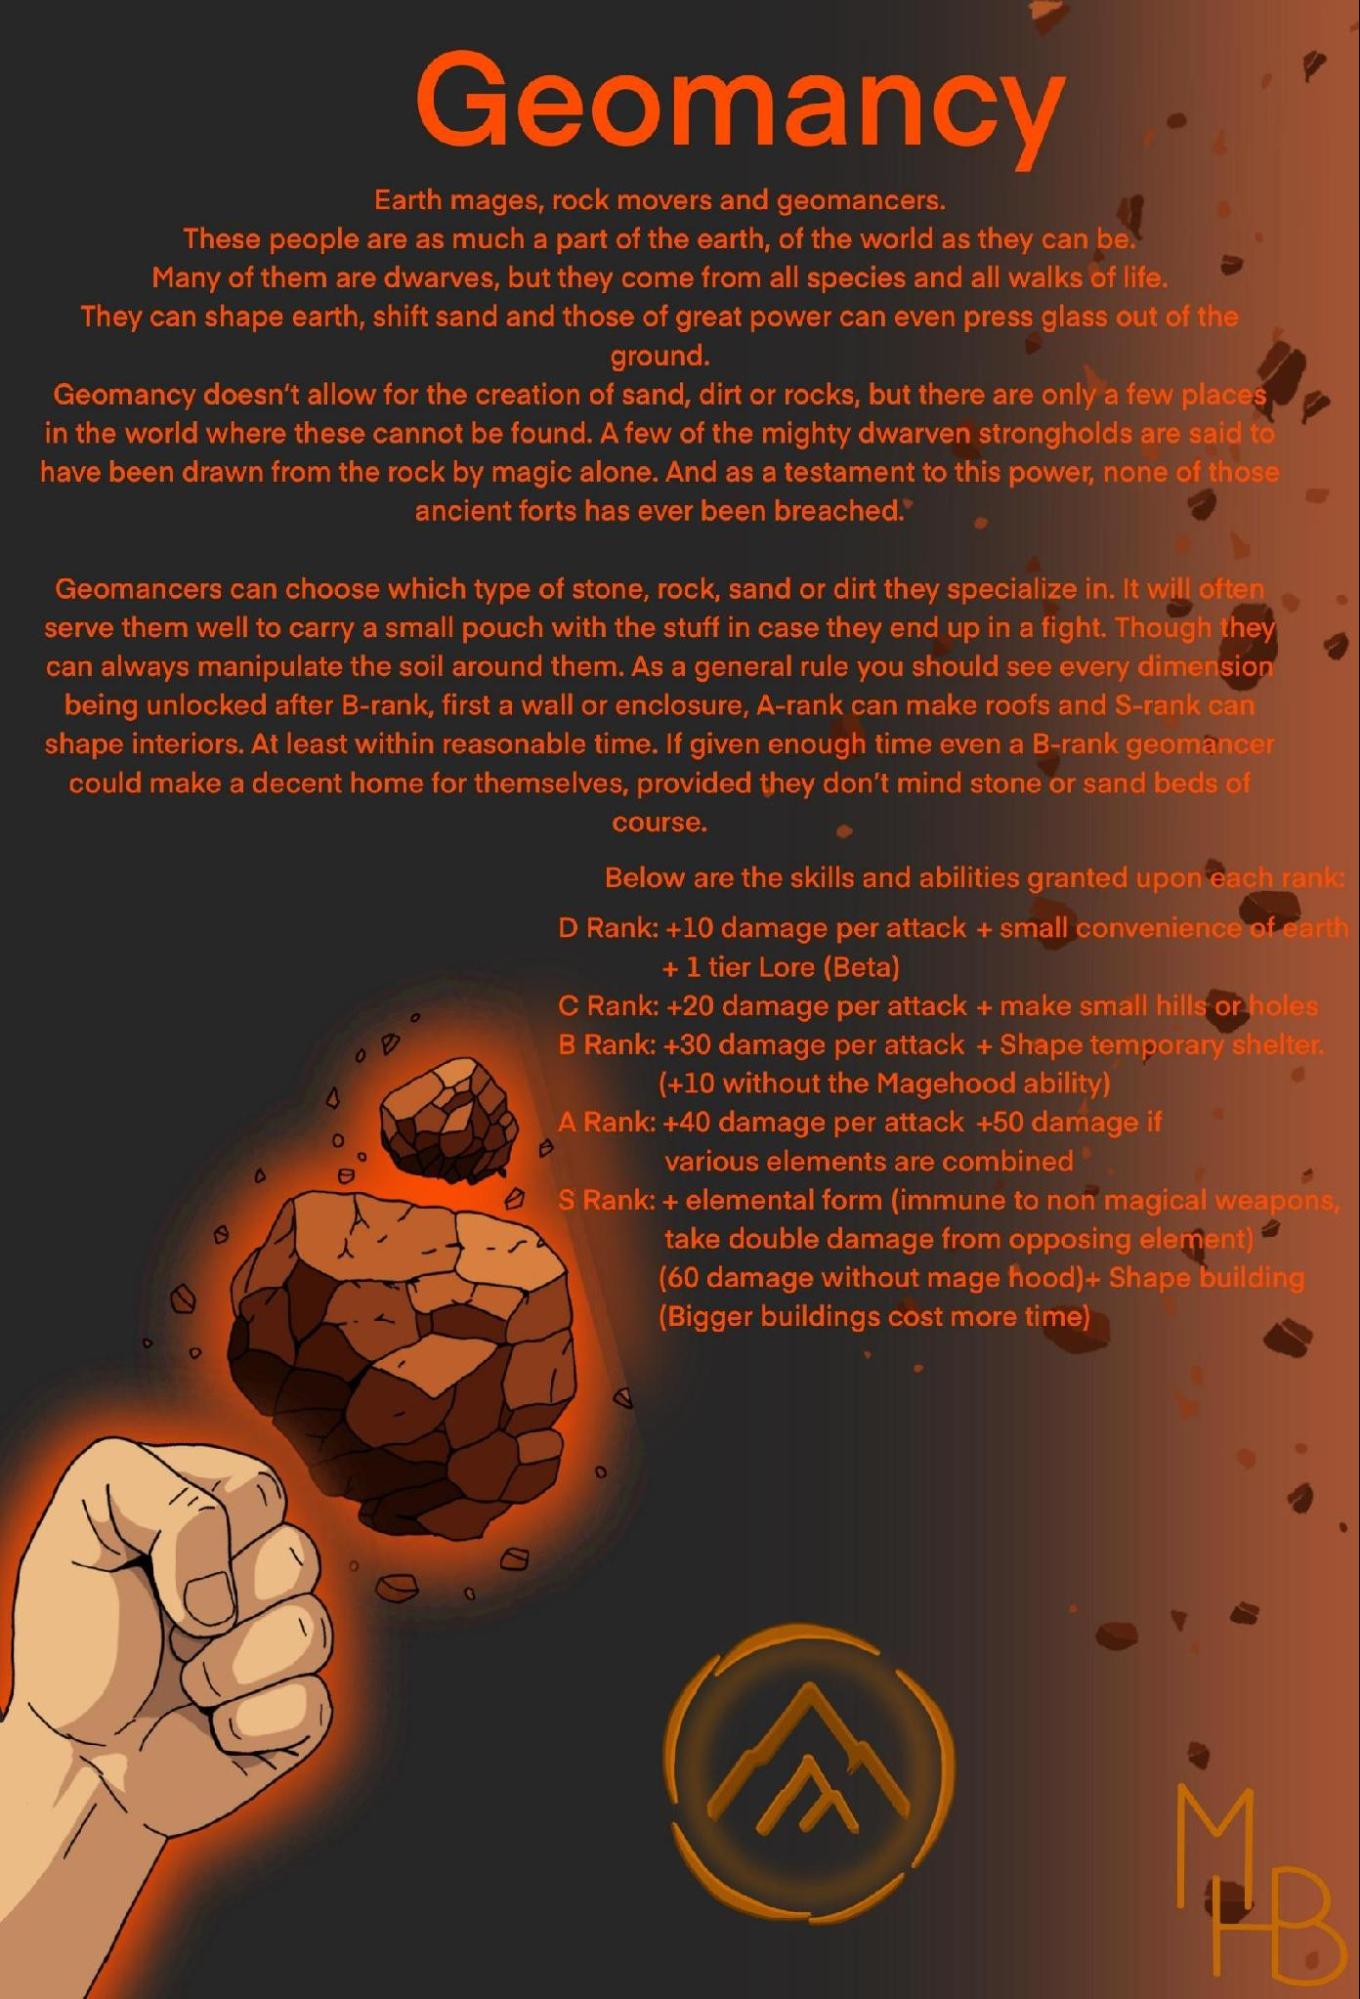 Geomancy
Earth mages, rock movers and geomancers.
These people are as much a part of the earth, of the world as they can be.
Many of them are dwarves, but they come from all species and all walks of life.
They can shape earth, shift sand and those of great power can even press glass out of the
ground.
Geomancy doesn't allow for the creation of sand, dirt or rocks, but there are only a few places
in the world where these cannot be found. A few of the mighty dwarven strongholds are said to
have been drawn from the rock by magic alone. And as a testament to this power, none of those
ancient forts has ever been breached.
Geomancers can choose which type of stone, rock, sand or dirt they specialize in. It will often
serve them well to carry a small pouch with the stuff in case they end up in a fight. Though they
can always manipulate the soil around them. As a general rule you should see every dimension
being unlocked after B-rank, first a wall or enclosure, A-rank can make roofs and S-rank can
shape interiors. At least within reasonable time. If given enough time even a B-rank geomancer
could make a decent home for themselves, provided they don't mind stone or sand beds of
course.
Below are the skills and abilities granted upon each rank:
D Rank: +10 damage per attack + small convenience of earth
+ 1 tier Lore (Beta)
C Rank: +20 damage per attack + make small hills or holes
B Rank: +30 damage per attack + Shape temporary shelter.
(+10 without the Magehood ability)
A Rank: +40 damage per attack +50 damage if
various elements are combined
S Rank: + elemental form (immune to non magical weapons,
take double damage from opposing element)
(60 damage without mage hood)+ Shape building
(Bigger buildings cost more time)
MHB